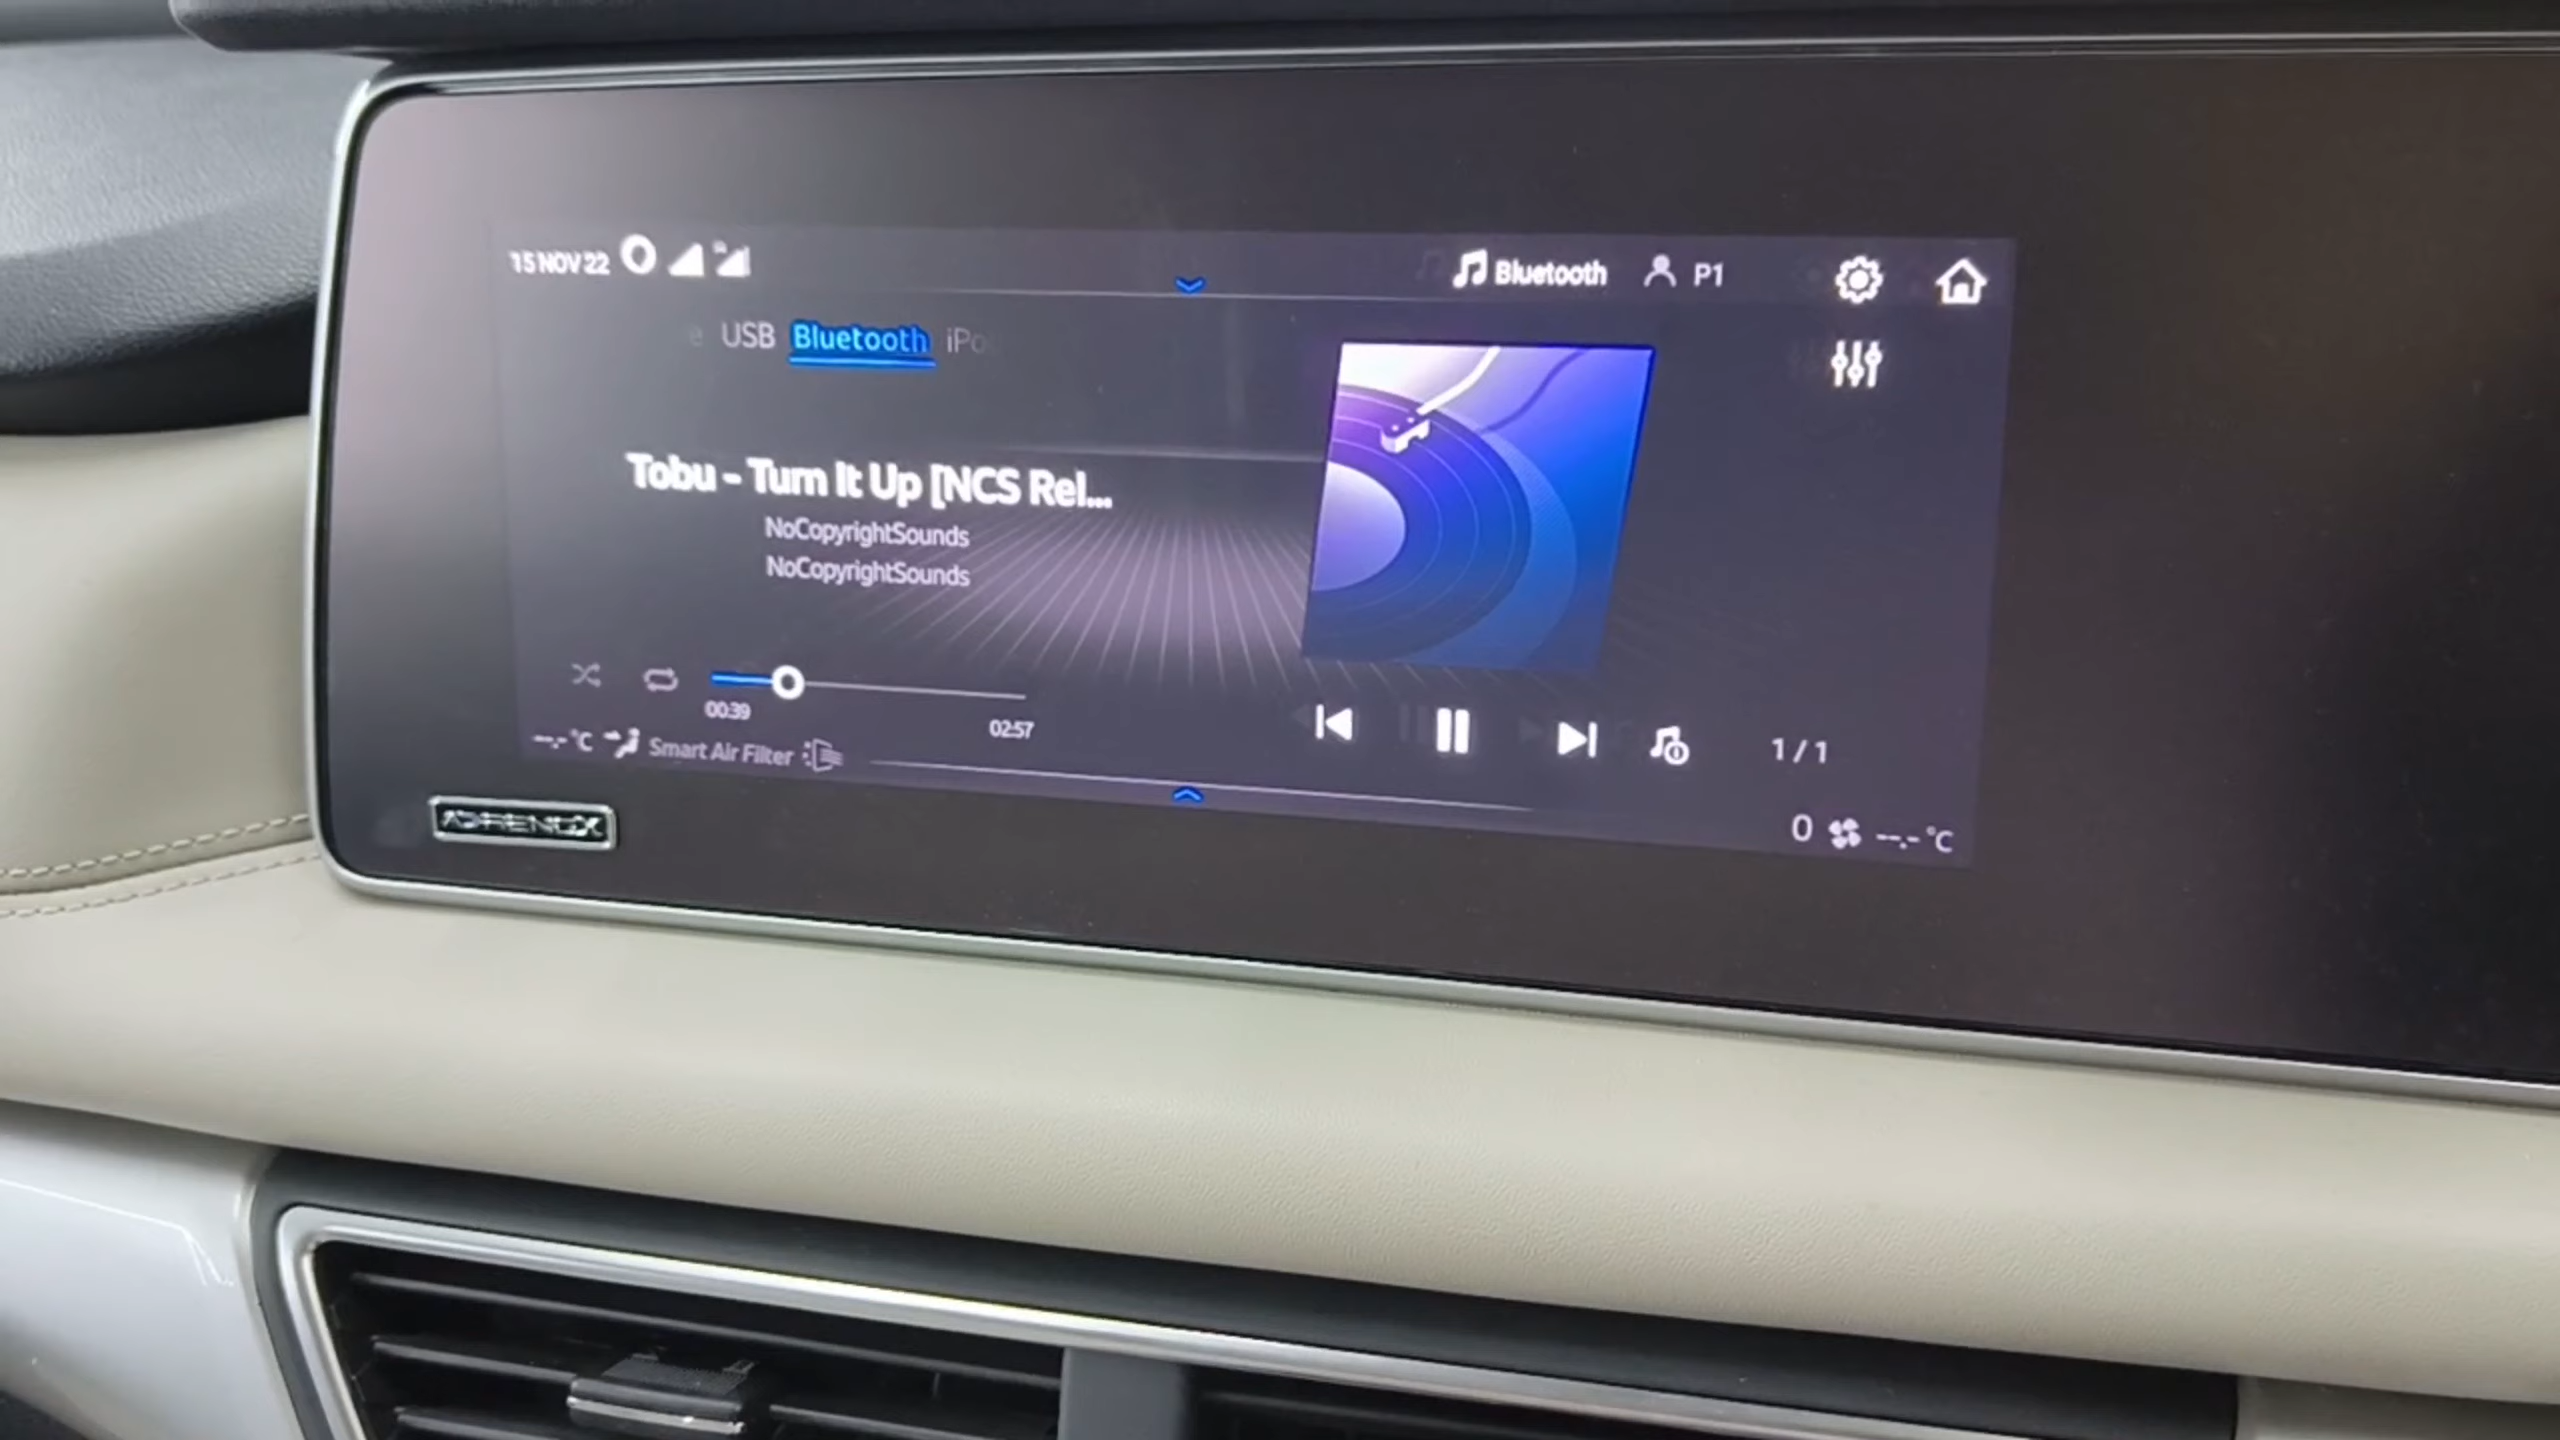 15 NOV 22
Bluetooth
P1
USB Bluetooth iPo
Tobu - Turn It Up [NCS Rel...
NoCopyrightSounds
NoCopyrightSounds
00:39
02:57
1 / 1
--.-°C
Smart Air Filter
0
--.-°C
ADRENOX